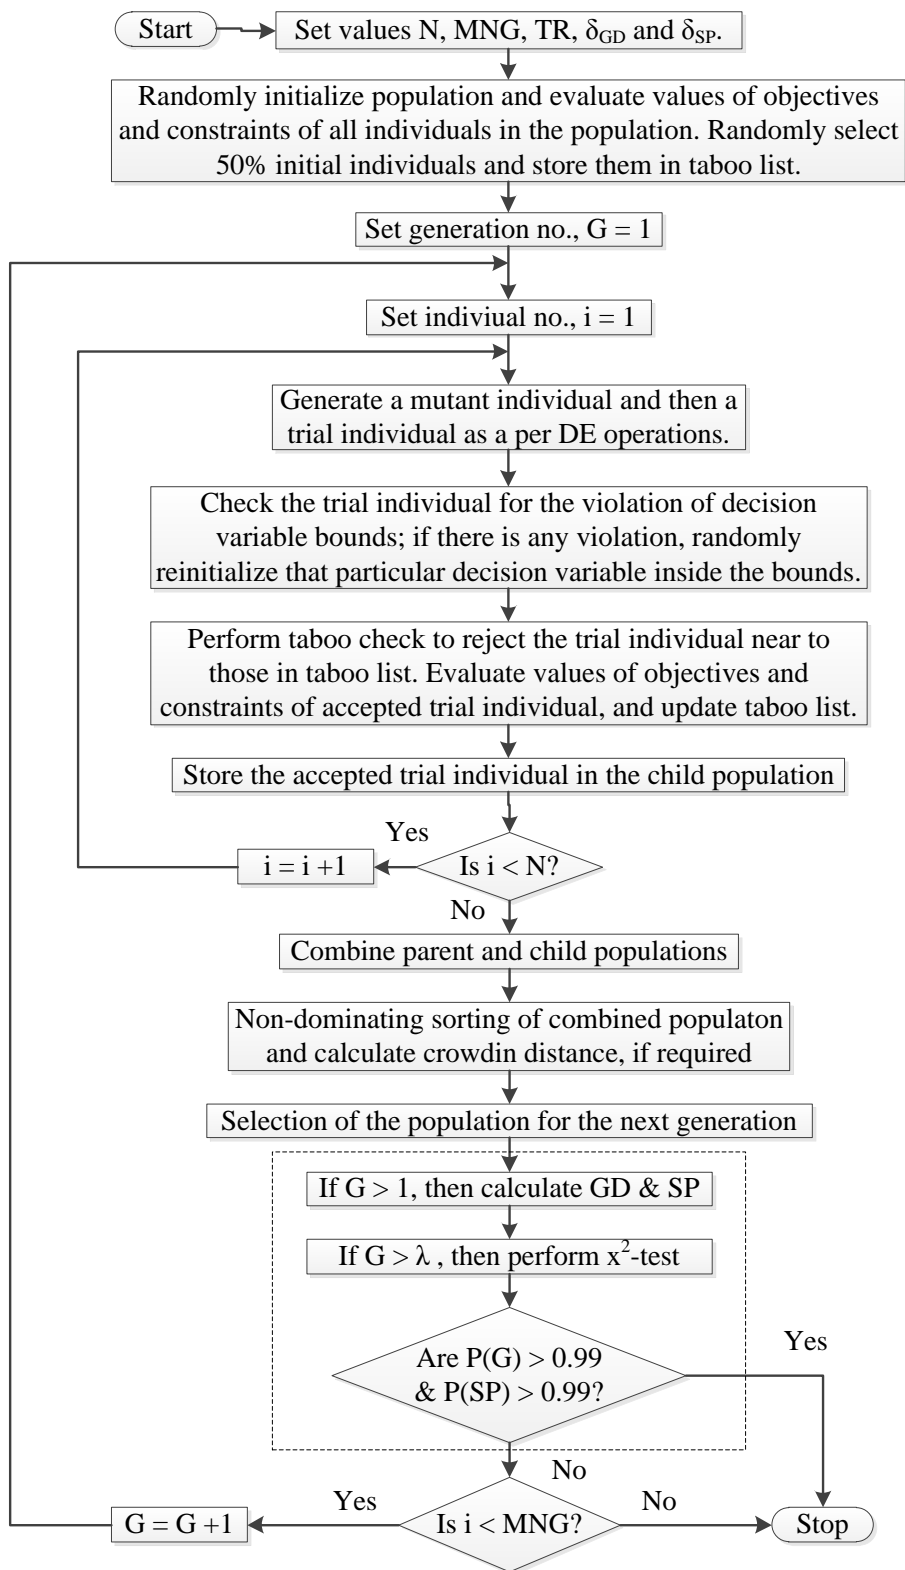 Start
Set values N, MNG, TR, δGD and δSP.
Randomly initialize population and evaluate values of objectives
and constraints of all individuals in the population. Randomly select
50% initial individuals and store them in taboo list.
Set generation no., G = 1
Set indiviual no., i = 1
Generate a mutant individual and then a
trial individual as a per DE operations.
Check the trial individual for the violation of decision
variable bounds; if there is any violation, randomly
reinitialize that particular decision variable inside the bounds.
Perform taboo check to reject the trial individual near to
those in taboo list. Evaluate values of objectives and
constraints of accepted trial individual, and update taboo list.
Store the accepted trial individual in the child population
Yes
i = i +1
Is i < N?
No
Combine parent and child populations
Non-dominating sorting of combined populaton
and calculate crowdin distance, if required
Selection of the population for the next generation
If G > 1, then calculate GD & SP
If G > λ , then perform x²-test
Are P(G) > 0.99
& P(SP) > 0.99?
Yes
No
Yes
No
G = G +1
Is i < MNG?
Stop